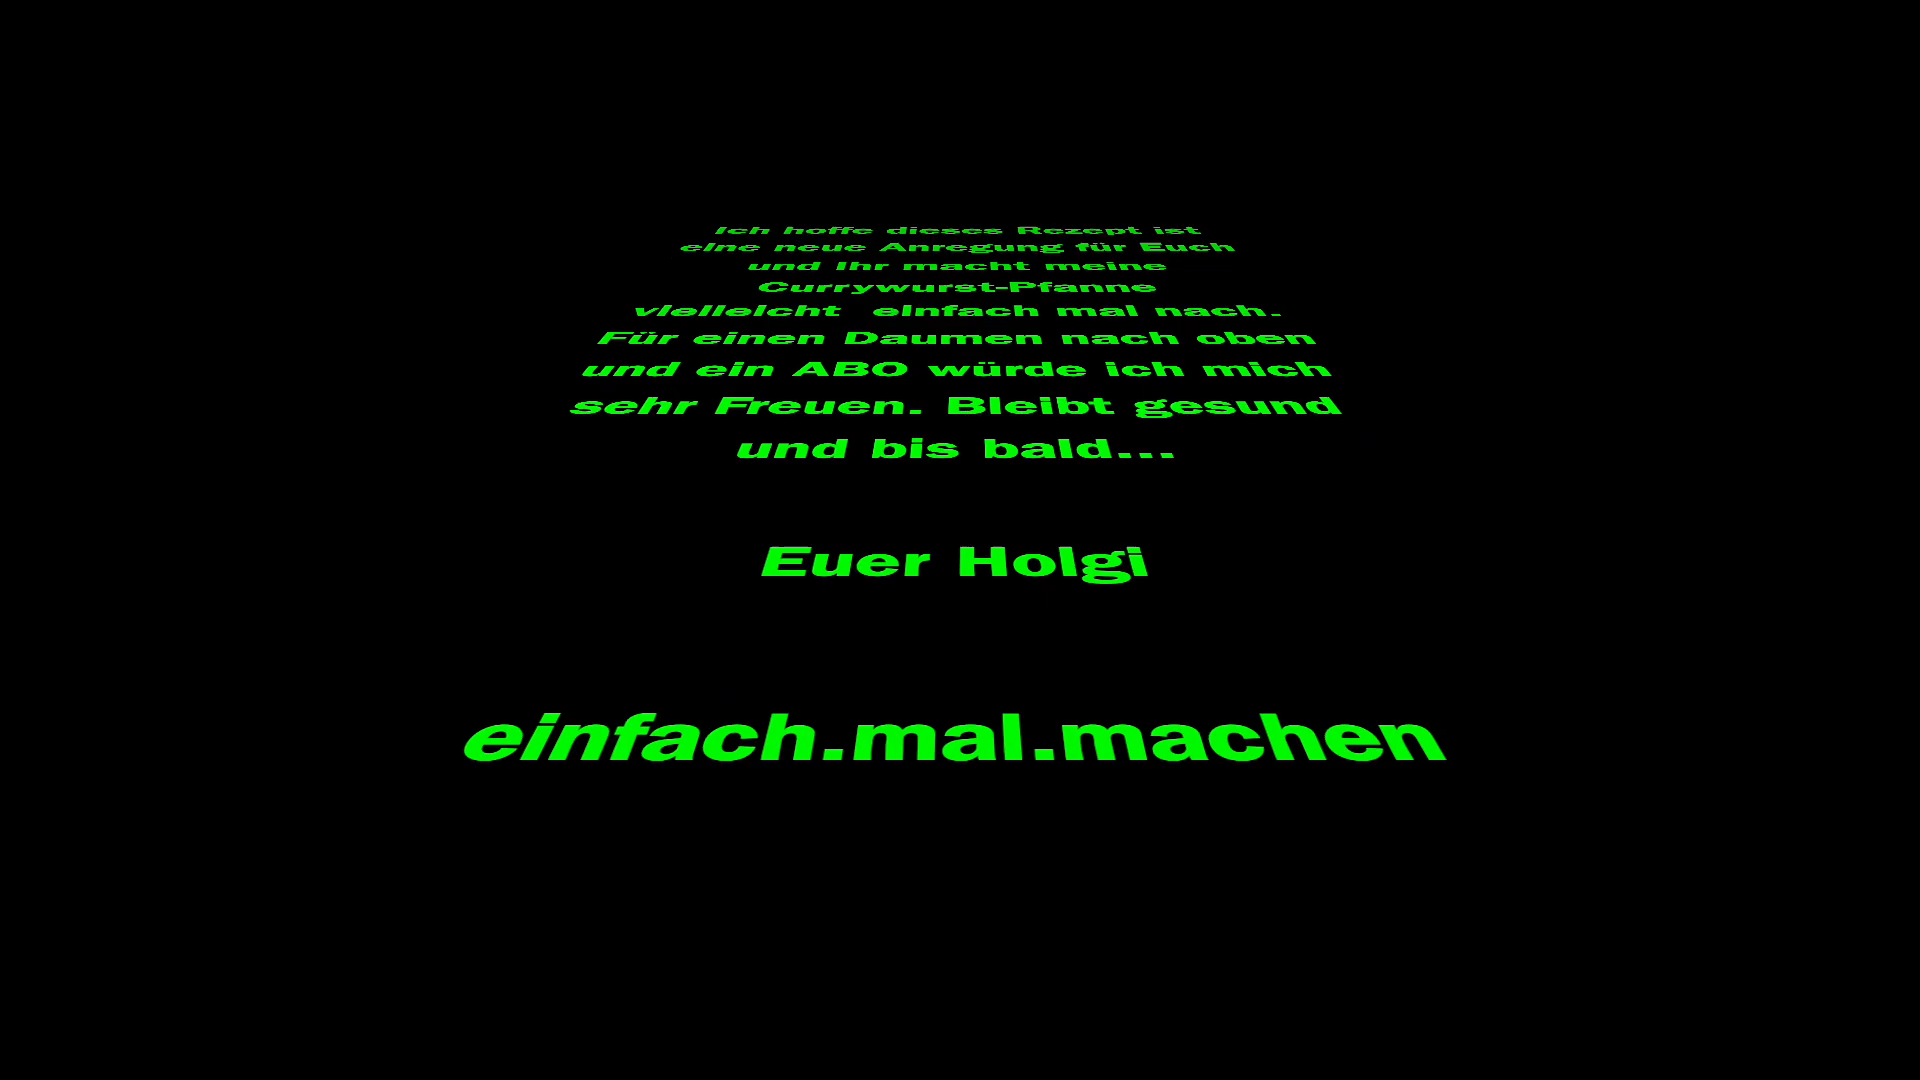 Ich hoffe dieses Rezept ist
eine neue Anregung für Euch
und Ihr macht meine
Currywurst-Pfanne
vielleicht  einfach mal nach.
Für einen Daumen nach oben
und ein ABO würde ich mich
sehr Freuen. Bleibt gesund
und bis bald...
Euer Holgi
einfach.mal.machen